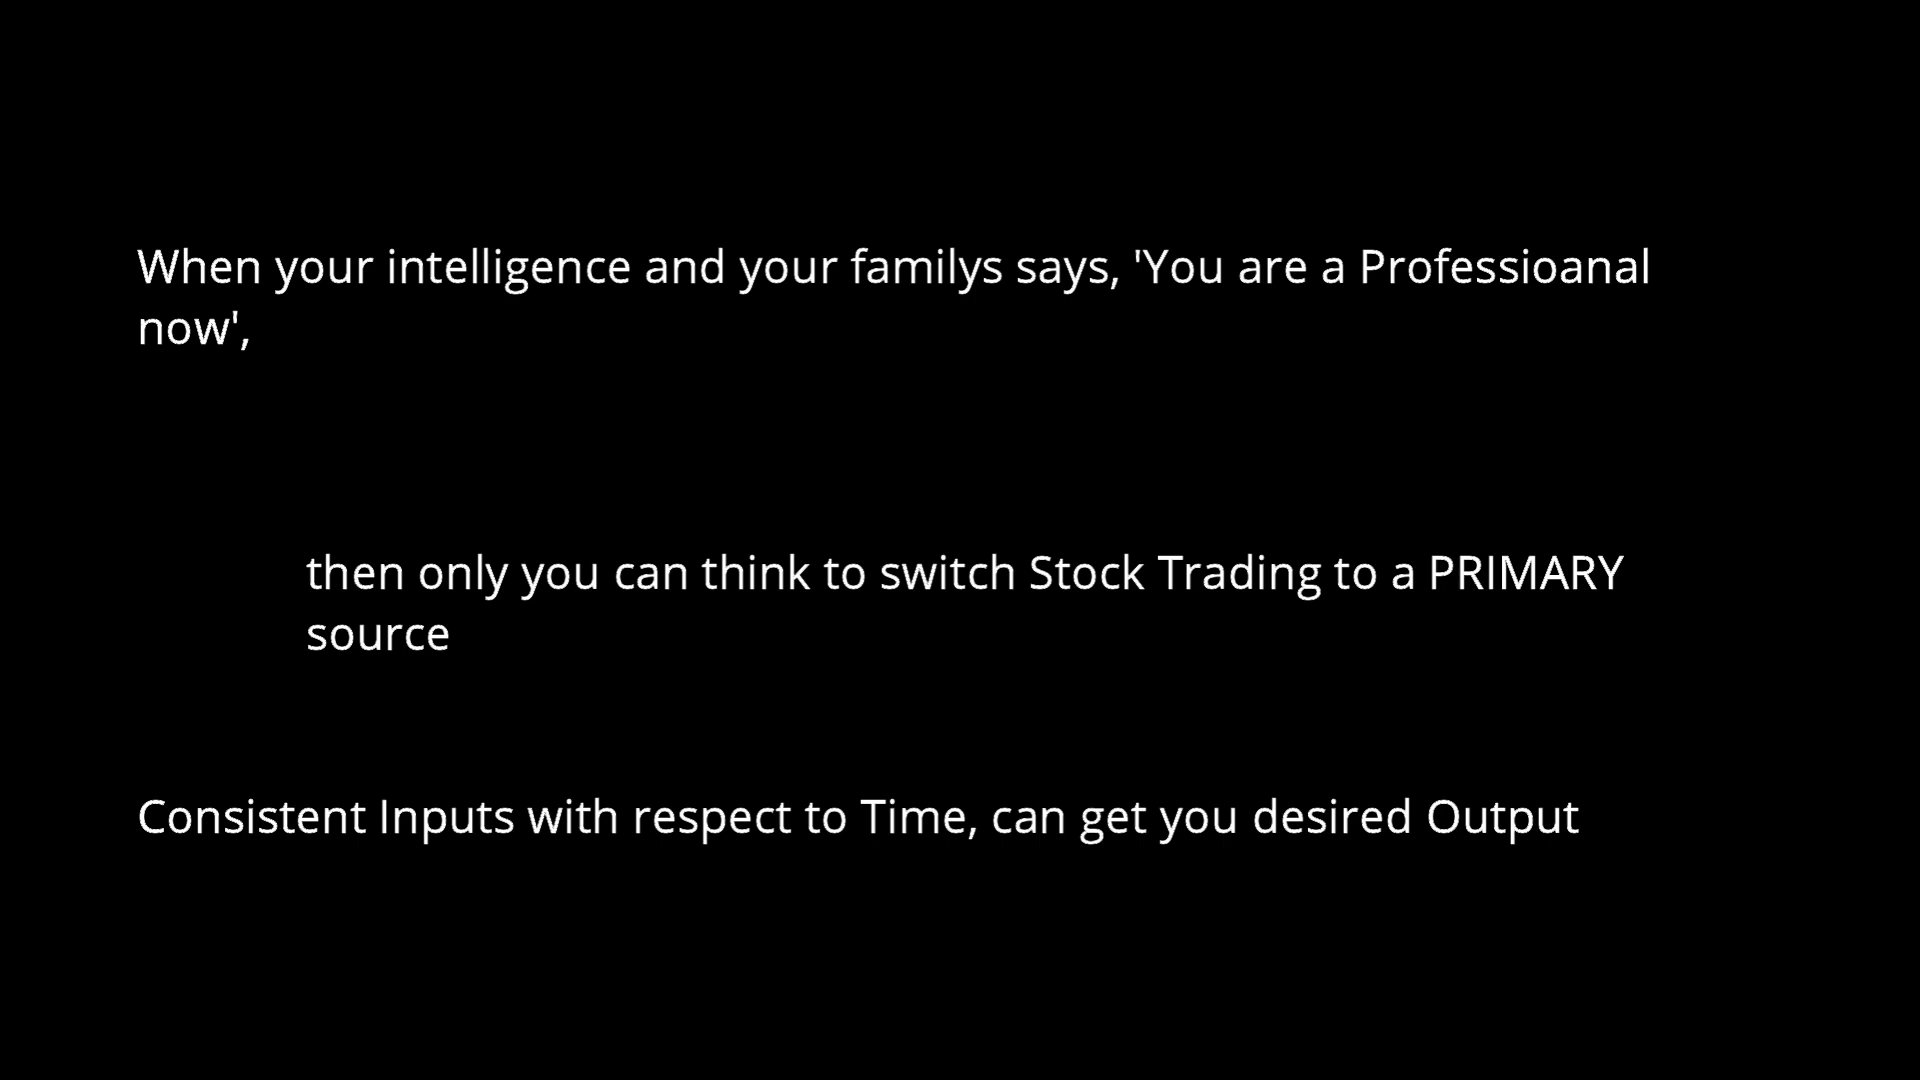 When your intelligence and your familys says, 'You are a Professioanal
now',
then only you can think to switch Stock Trading to a PRIMARY
source
Consistent Inputs with respect to Time, can get you desired Output